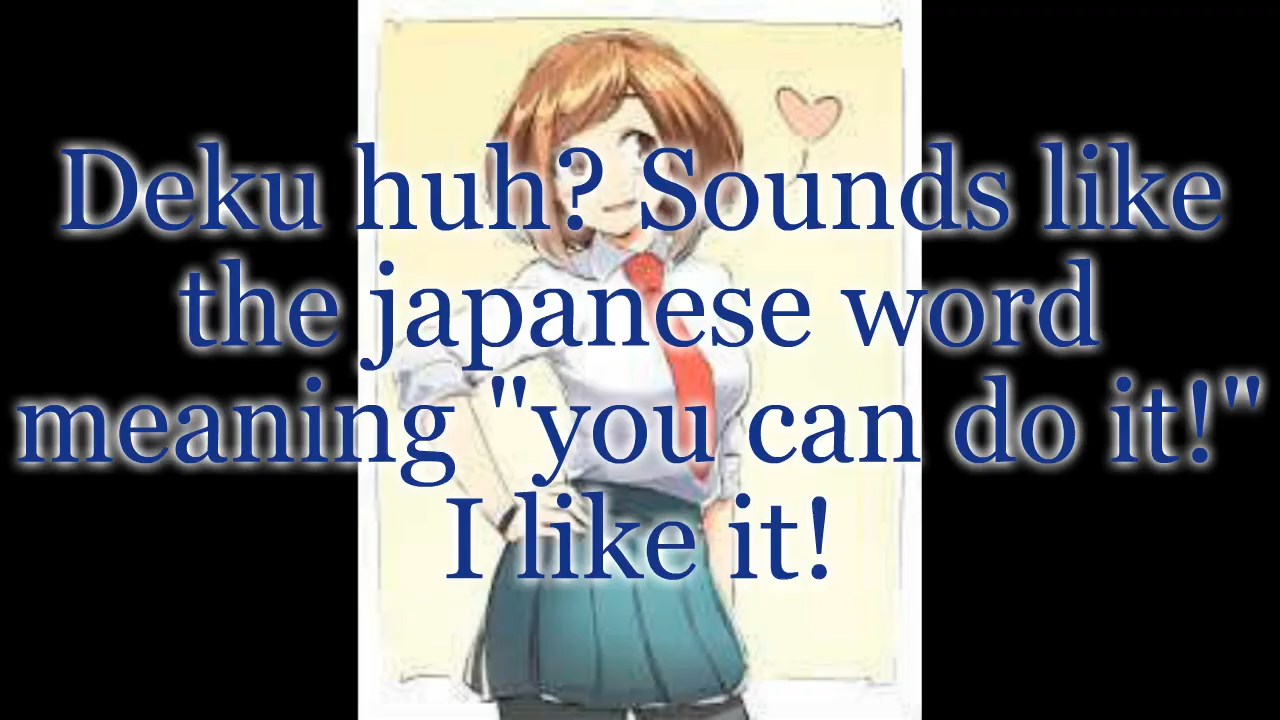 Deku huh? Sounds like
the japanese word
meaning "you can do it!"
I like it!